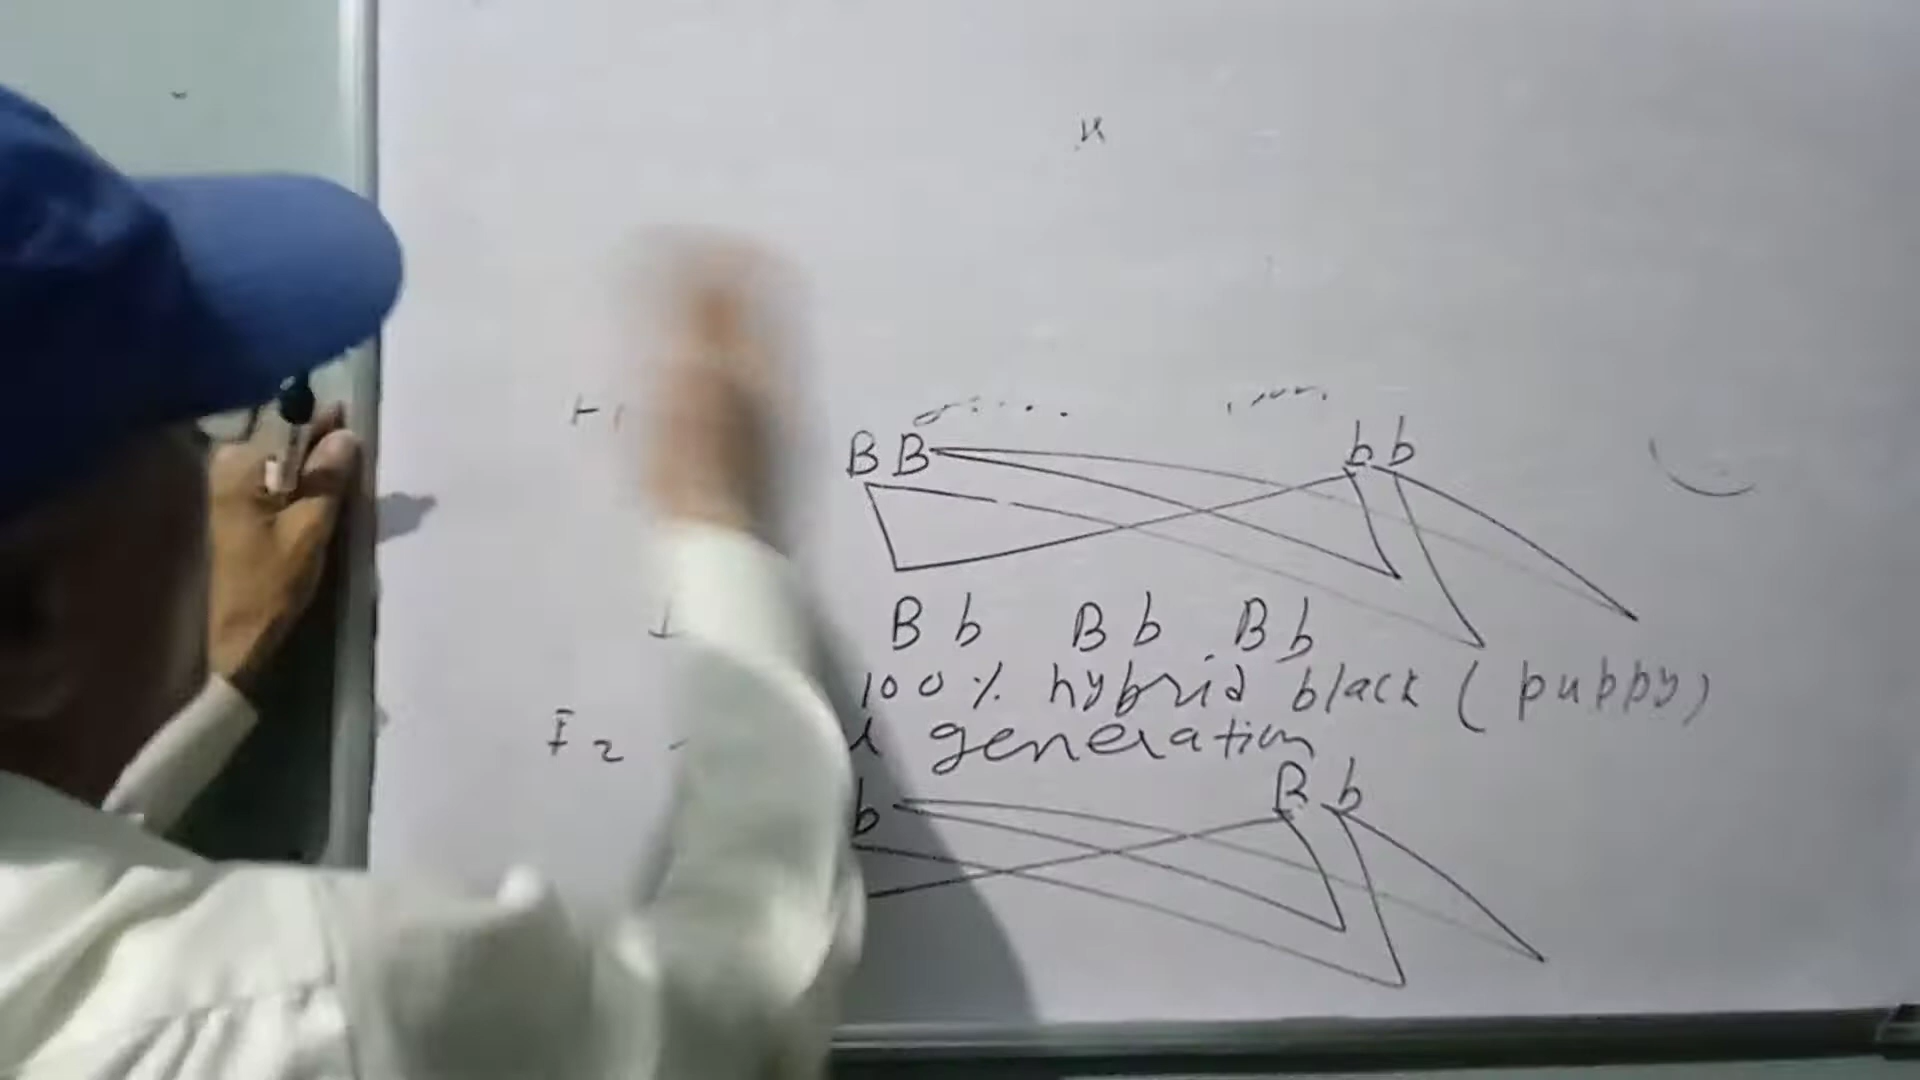 BB bb
Bb Bb Bb
100% hybrid black (puppy)
F2 generation
b Bb